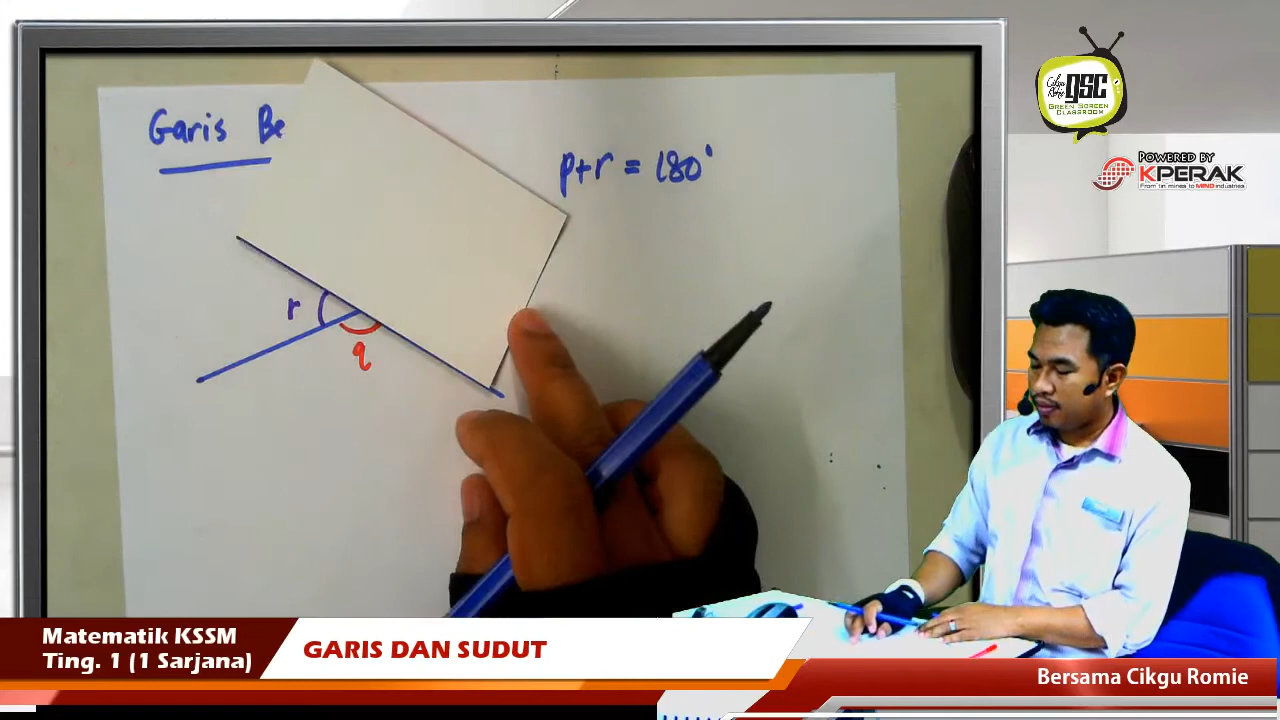 Garis Be
p+r = 180°
r
q
Cikgu Romie gsc
GREEN SCREEN
CLASSROOM
POWERED BY
KPERAK
From tin mines to MIND industries
Matematik KSSM
Ting. 1 (1 Sarjana)
GARIS DAN SUDUT
Bersama Cikgu Romie